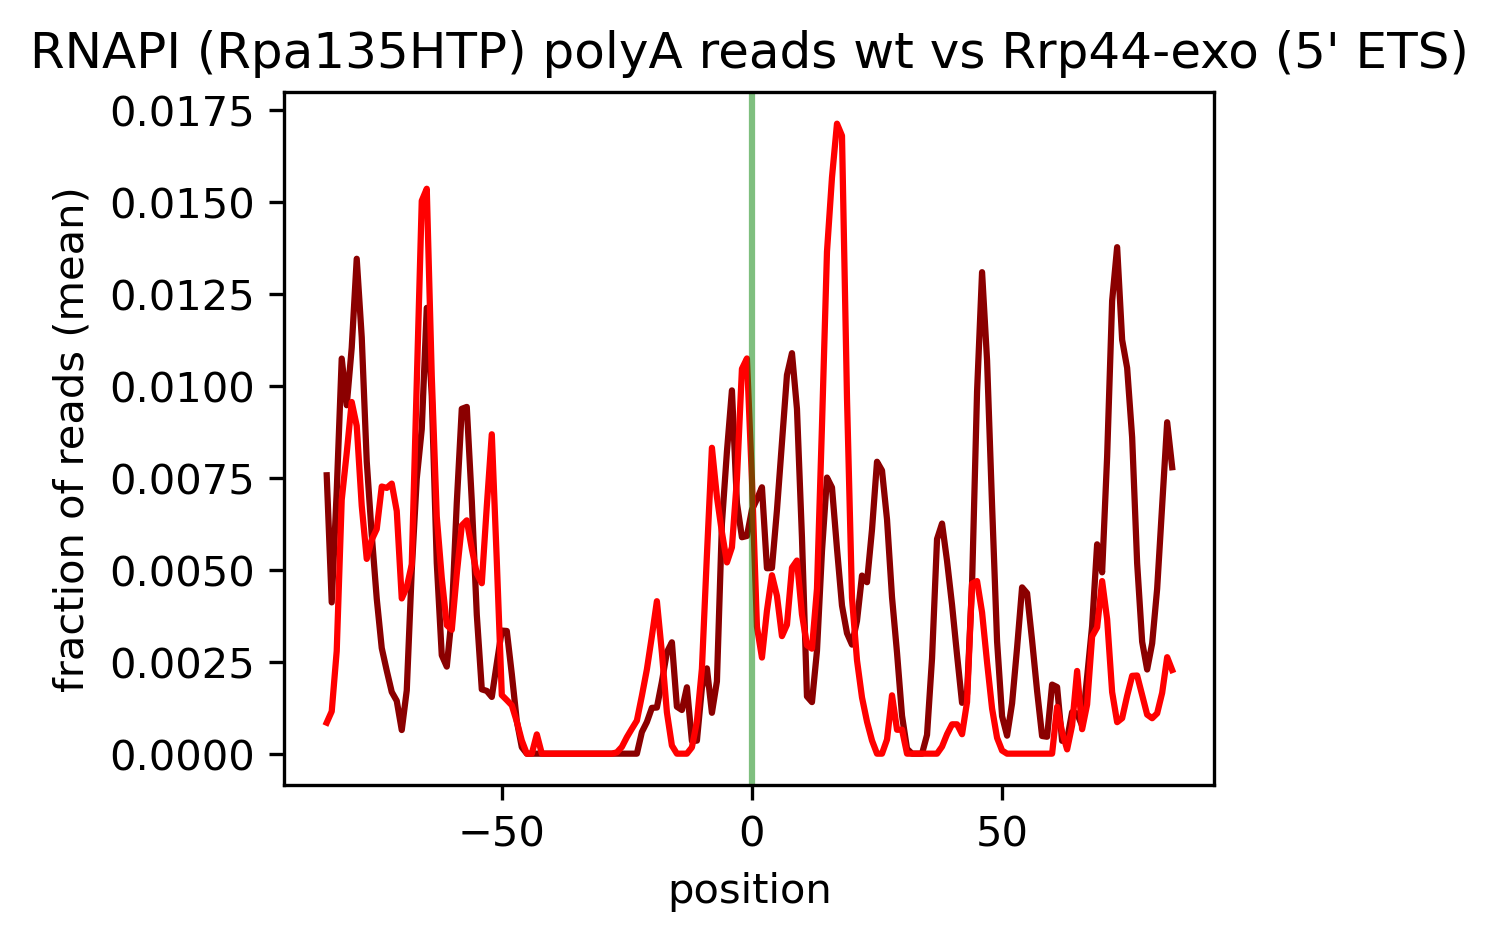 RNAPI (Rpa135HTP) polyA reads wt vs Rrp44-exo (5' ETS)
0.0175
0.0150
0.0125
0.0100
0.0075
0.0050
0.0025
0.0000
fraction of reads (mean)
−50 0 50
position